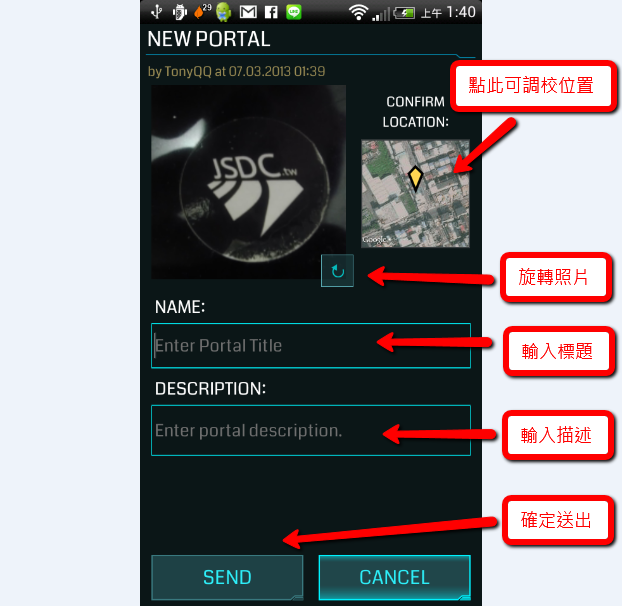 29
上午 1:40
NEW PORTAL
by TonyQQ at 07.03.2013 01:39
點此可調校位置
CONFIRM
LOCATION:
JSDC.tw
Google
旋轉照片
NAME:
Enter Portal Title
輸入標題
DESCRIPTION:
Enter portal description.
輸入描述
確定送出
SEND
CANCEL